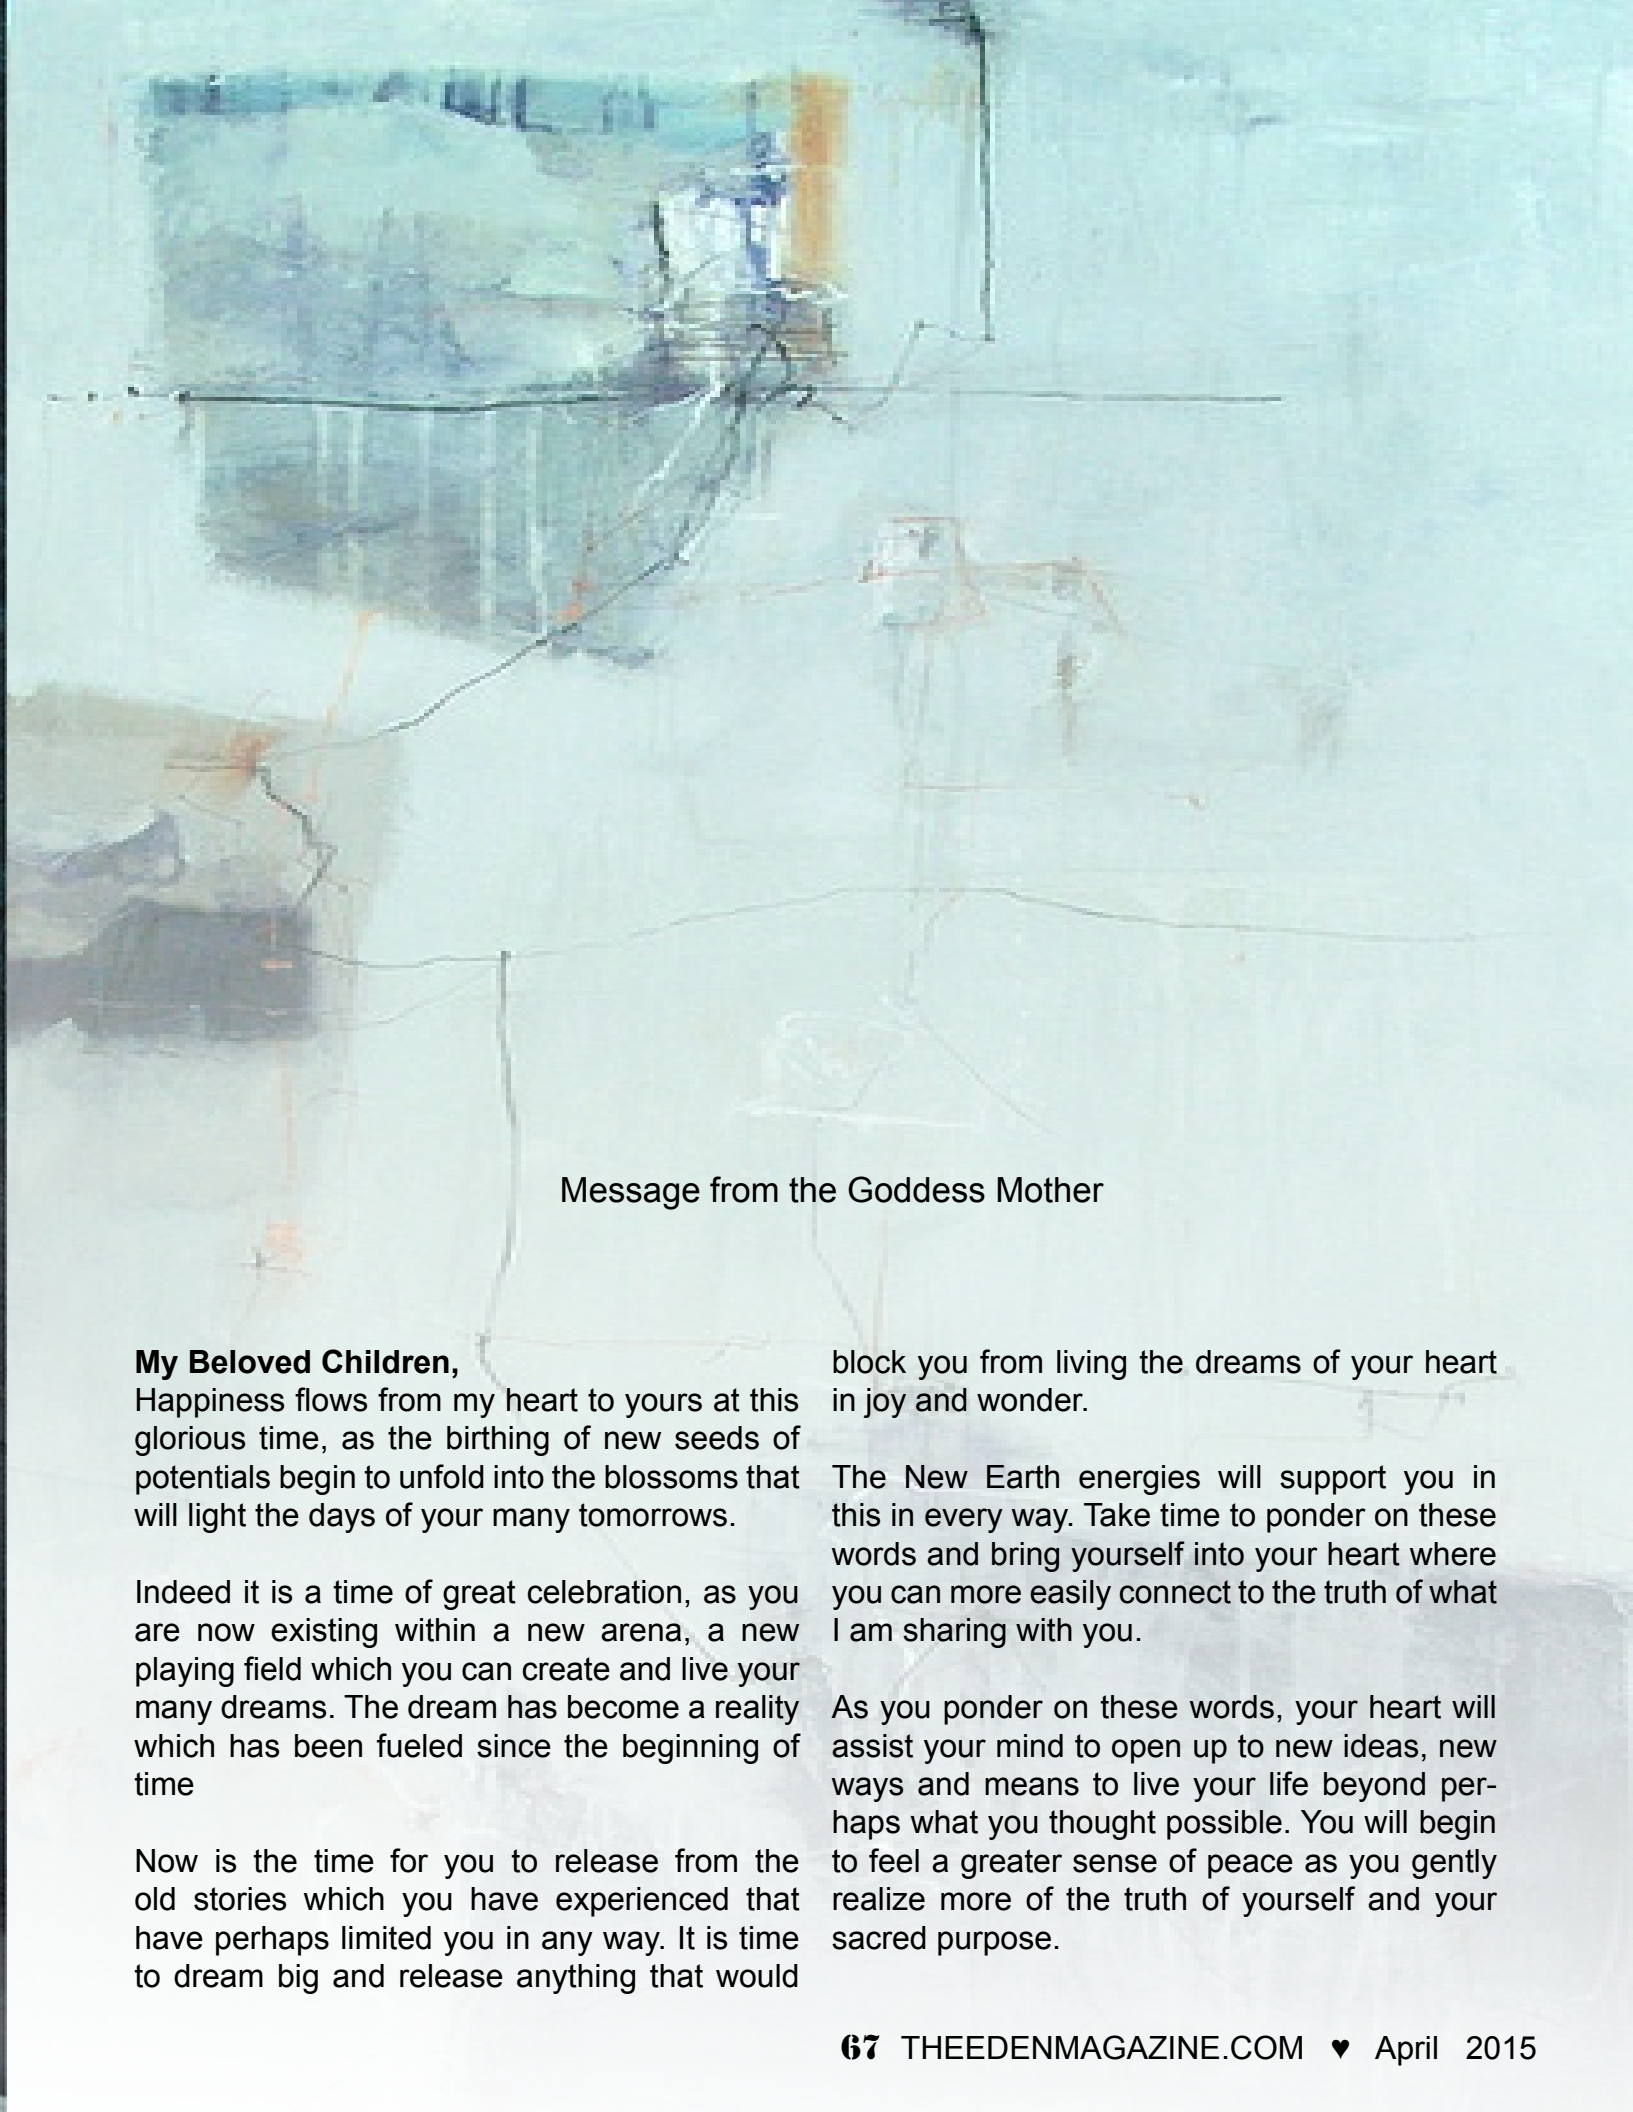 Message from the Goddess Mother
My Beloved Children,
Happiness flows from my heart to yours at this
glorious time, as the birthing of new seeds of
potentials begin to unfold into the blossoms that
will light the days of your many tomorrows.
Indeed it is a time of great celebration, as you
are now existing within a new arena, a new
playing field which you can create and live your
many dreams. The dream has become a reality
which has been fueled since the beginning of
time
Now is the time for you to release from the
old stories which you have experienced that
have perhaps limited you in any way. It is time
to dream big and release anything that would
block you from living the dreams of your heart
in joy and wonder.
The New Earth energies will support you in
this in every way. Take time to ponder on these
words and bring yourself into your heart where
you can more easily connect to the truth of what
I am sharing with you.
As you ponder on these words, your heart will
assist your mind to open up to new ideas, new
ways and means to live your life beyond per-
haps what you thought possible. You will begin
to feel a greater sense of peace as you gently
realize more of the truth of yourself and your
sacred purpose.
67 THEEDENMAGAZINE.COM ♥ April 2015